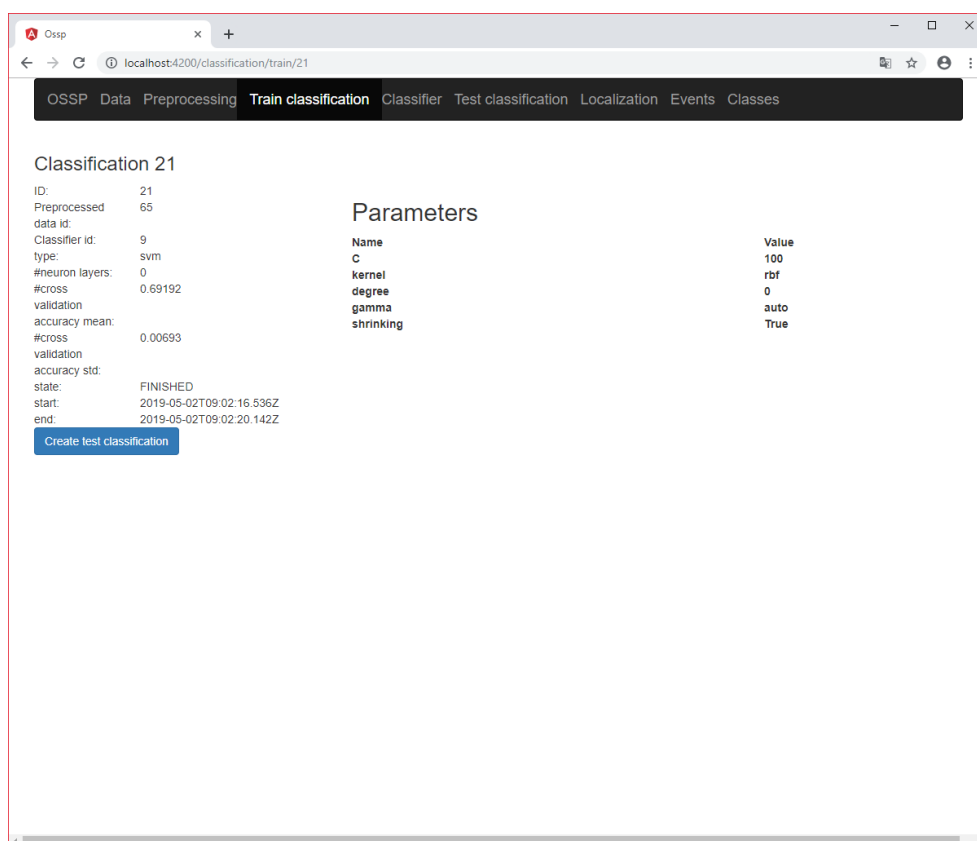 Ossp
localhost:4200/classification/train/21
OSSP Data Preprocessing Train classification Classifier Test classification Localization Events Classes
Classification 21
ID: 21
Preprocessed data id: 65
Classifier id: 9
type: svm
#neuron layers: 0
#cross validation accuracy mean: 0.69192
#cross validation accuracy std: 0.00693
state: FINISHED
start: 2019-05-02T09:02:16.536Z
end: 2019-05-02T09:02:20.142Z
Create test classification
Parameters
Name Value
C 100
kernel rbf
degree 0
gamma auto
shrinking True